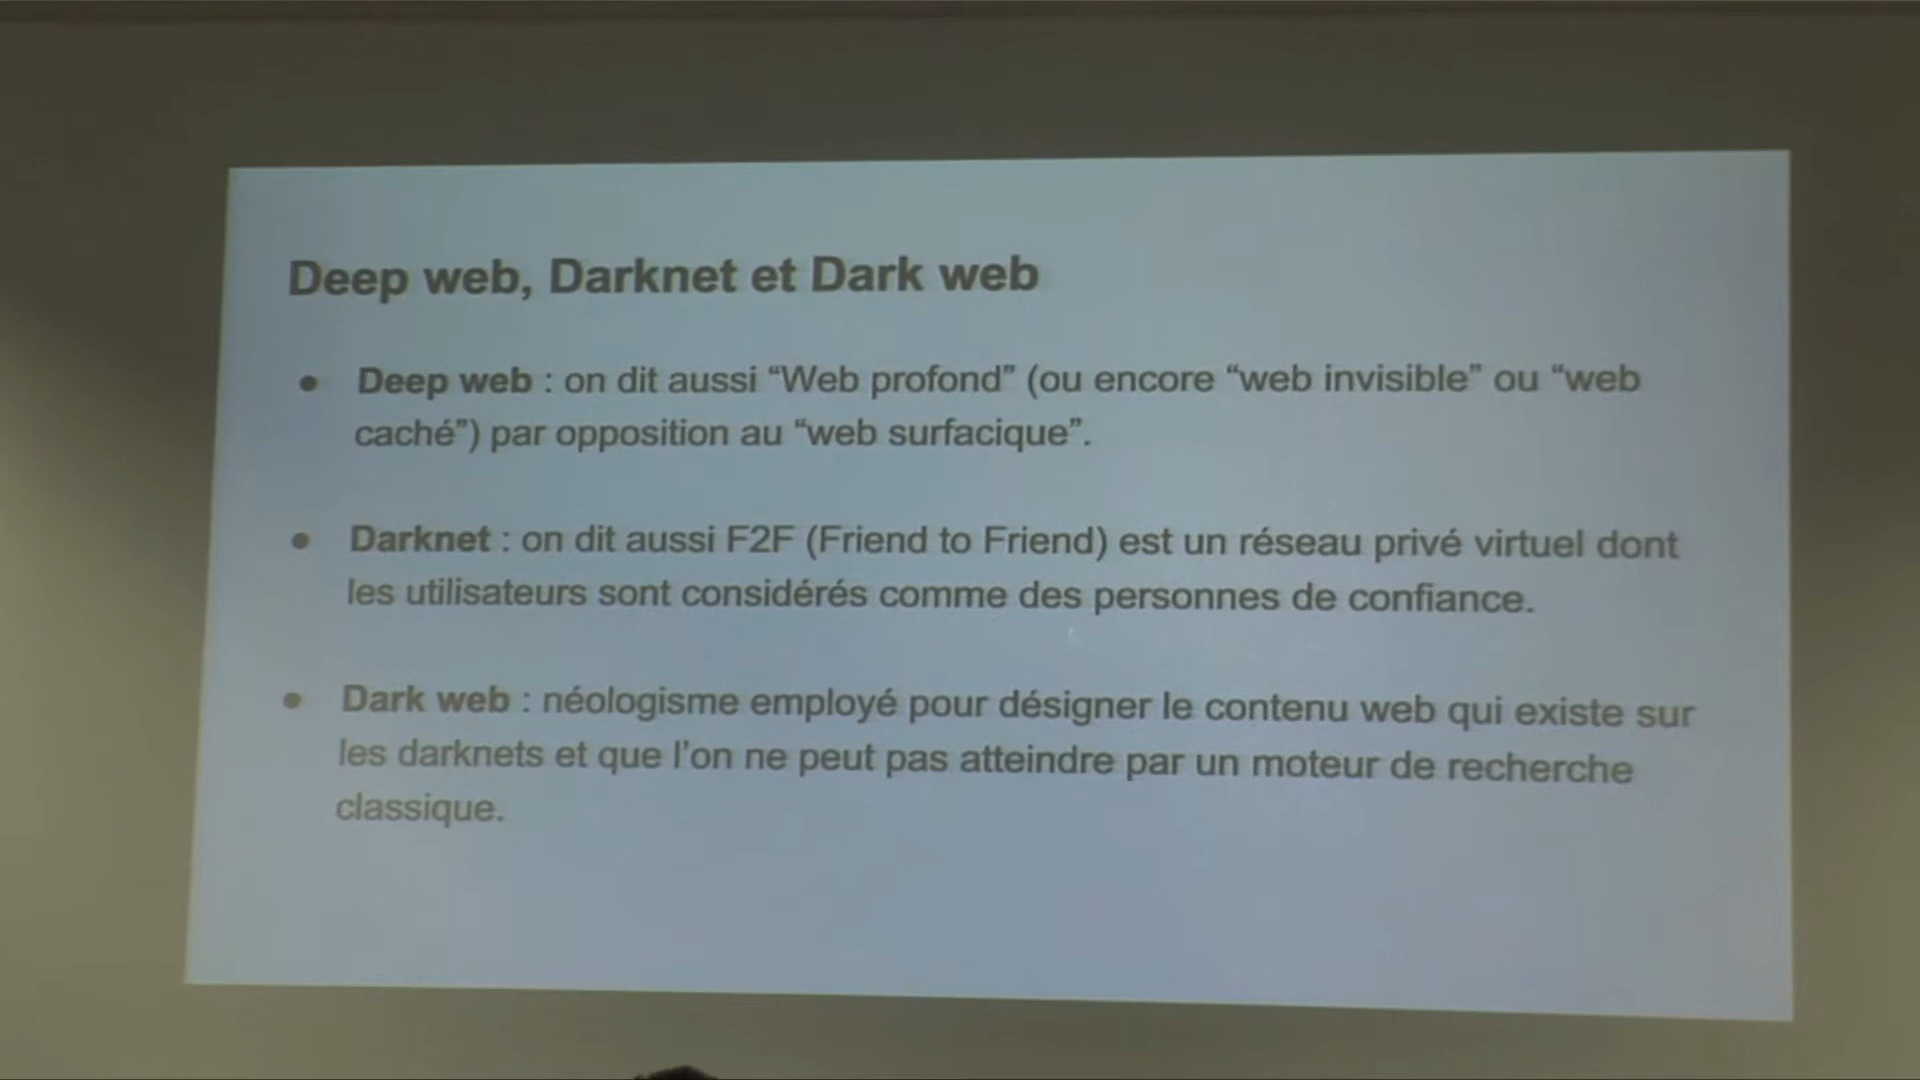 Deep web, Darknet et Dark web
● Deep web : on dit aussi “Web profond” (ou encore “web invisible” ou “web
caché”) par opposition au “web surfacique”.
● Darknet : on dit aussi F2F (Friend to Friend) est un réseau privé virtuel dont
les utilisateurs sont considérés comme des personnes de confiance.
● Dark web : néologisme employé pour désigner le contenu web qui existe sur
les darknets et que l’on ne peut pas atteindre par un moteur de recherche
classique.